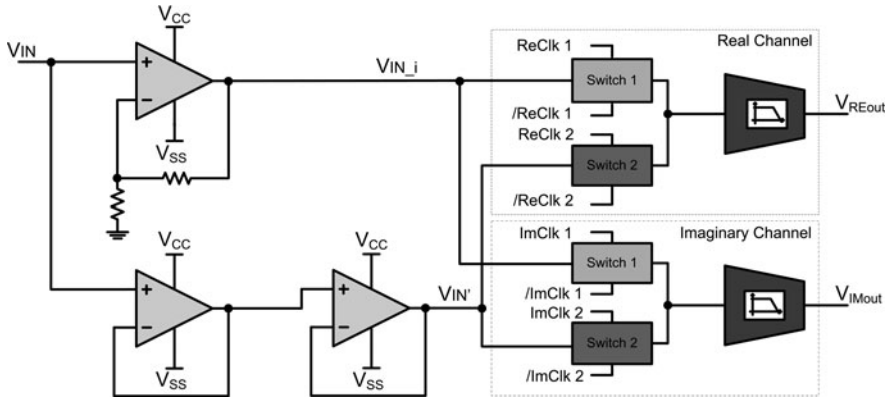 VCC
VIN
VIN_i
VSS
VCC
VCC
VIN'
VSS
VSS
Real Channel
ReClk 1
Switch 1
/ReClk 1
ReClk 2
Switch 2
/ReClk 2
VREout
Imaginary Channel
ImClk 1
Switch 1
/ImClk 1
ImClk 2
Switch 2
/ImClk 2
VIMout